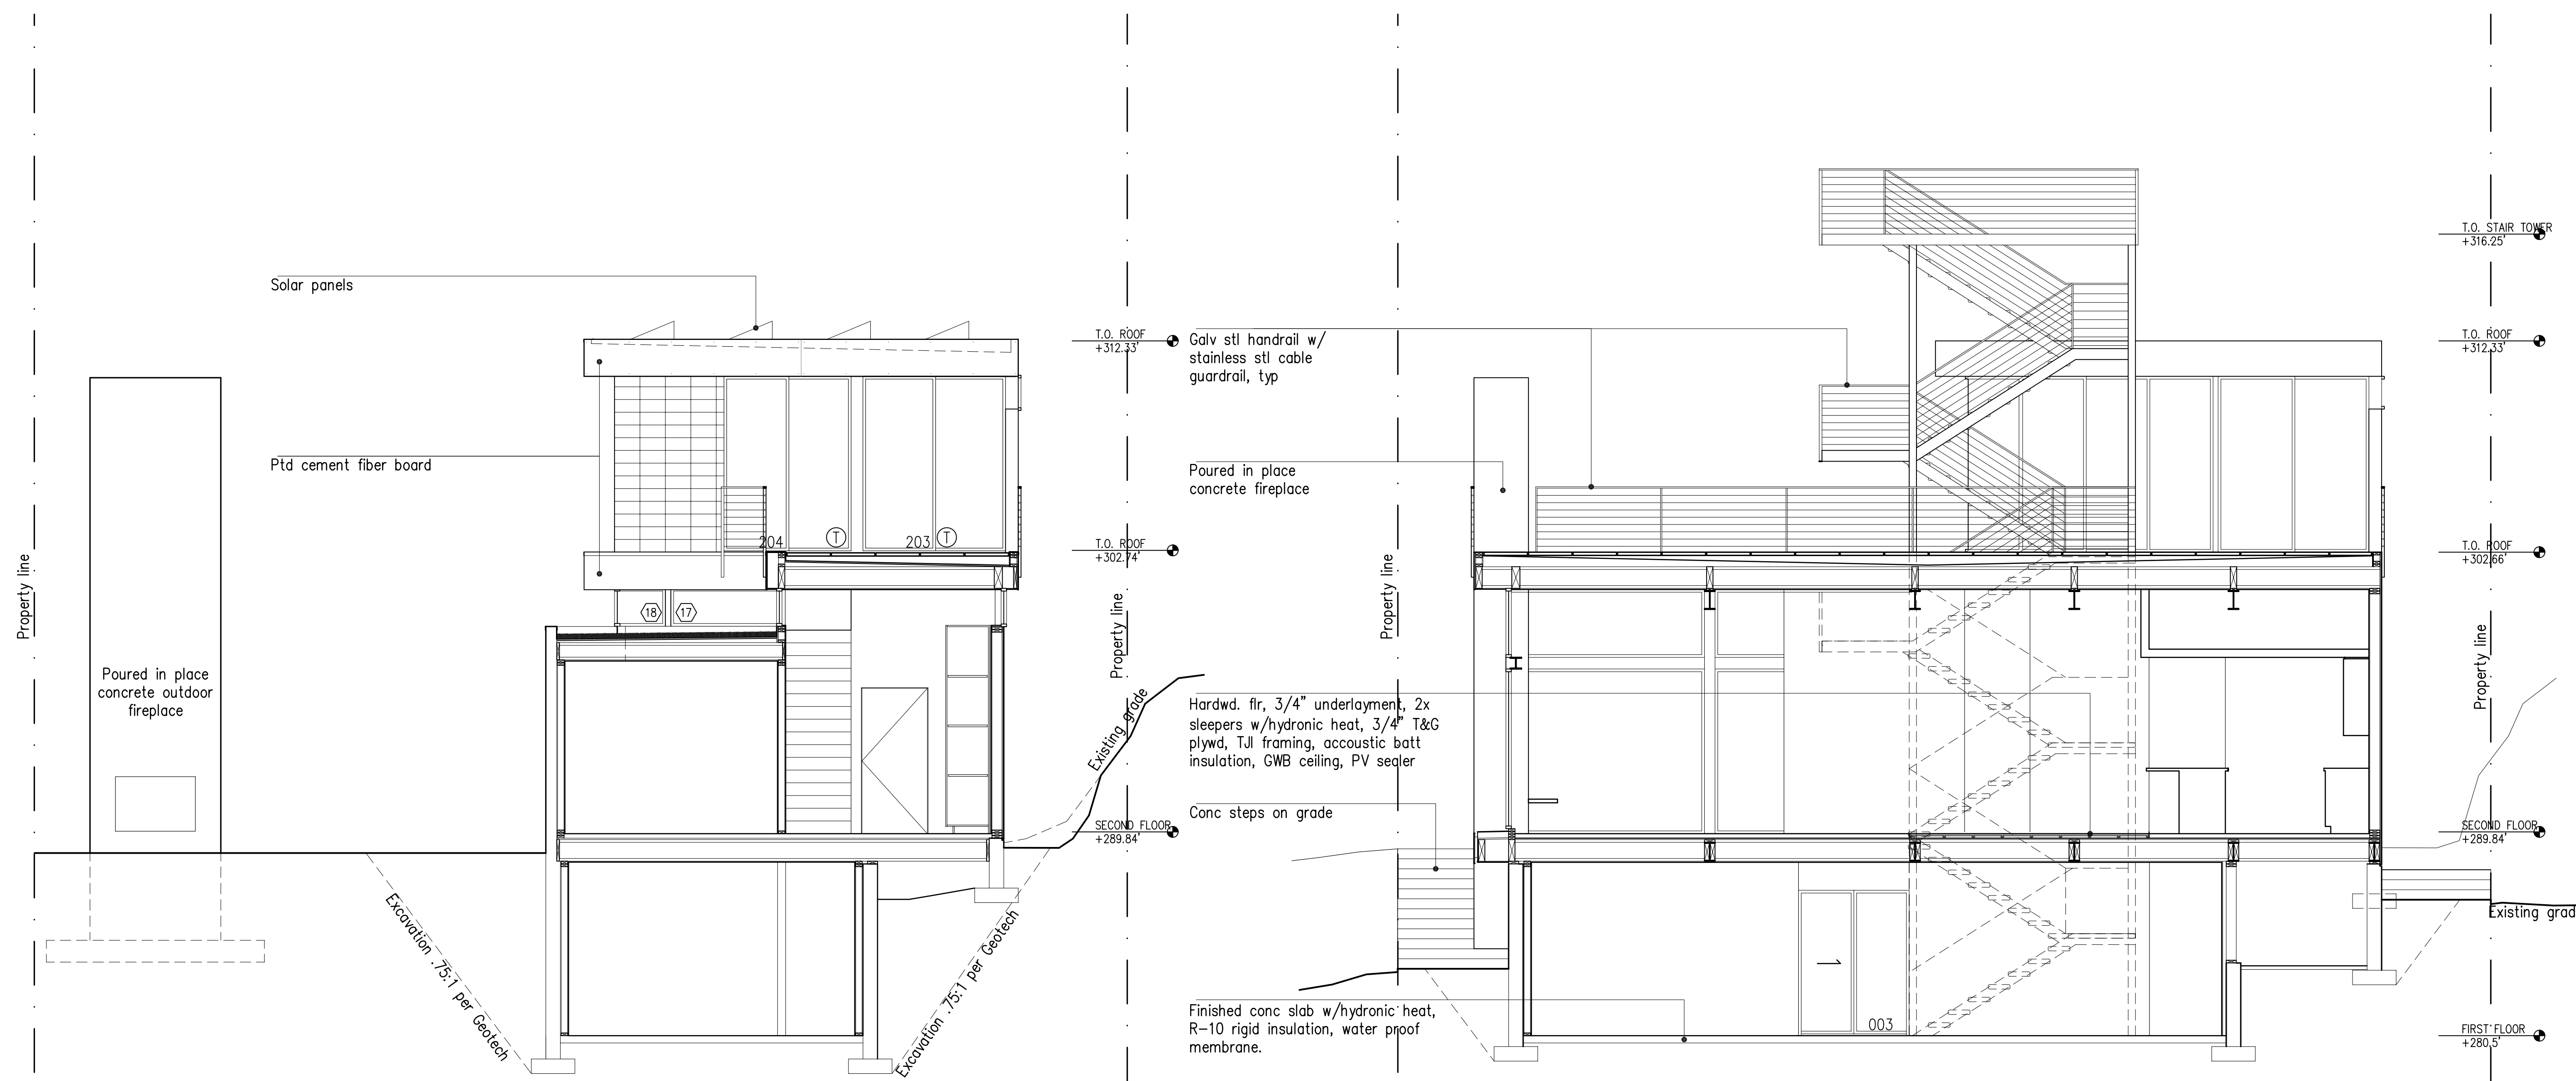 Property line
Poured in place
concrete outdoor
fireplace
Solar panels
Ptd cement fiber board
Excavation .75:1 per Geotech
204
T
203
T
18
17
Excavation .75:1 per Geotech
Existing grade
Property line
T.O. ROOF
+312.33'
T.O. ROOF
+302.74'
SECOND FLOOR
+289.84'
Galv stl handrail w/
stainless stl cable
guardrail, typ
Poured in place
concrete fireplace
Property line
Hardwd. flr, 3/4" underlayment, 2x
sleepers w/hydronic heat, 3/4" T&G
plywd, TJI framing, accoustic batt
insulation, GWB ceiling, PV sealer
Conc steps on grade
Finished conc slab w/hydronic heat,
R-10 rigid insulation, water proof
membrane.
1
003
Property line
T.O. STAIR TOWER
+316.25'
T.O. ROOF
+312.33'
T.O. ROOF
+302.66'
SECOND FLOOR
+289.84'
Existing grad
FIRST FLOOR
+280.5'